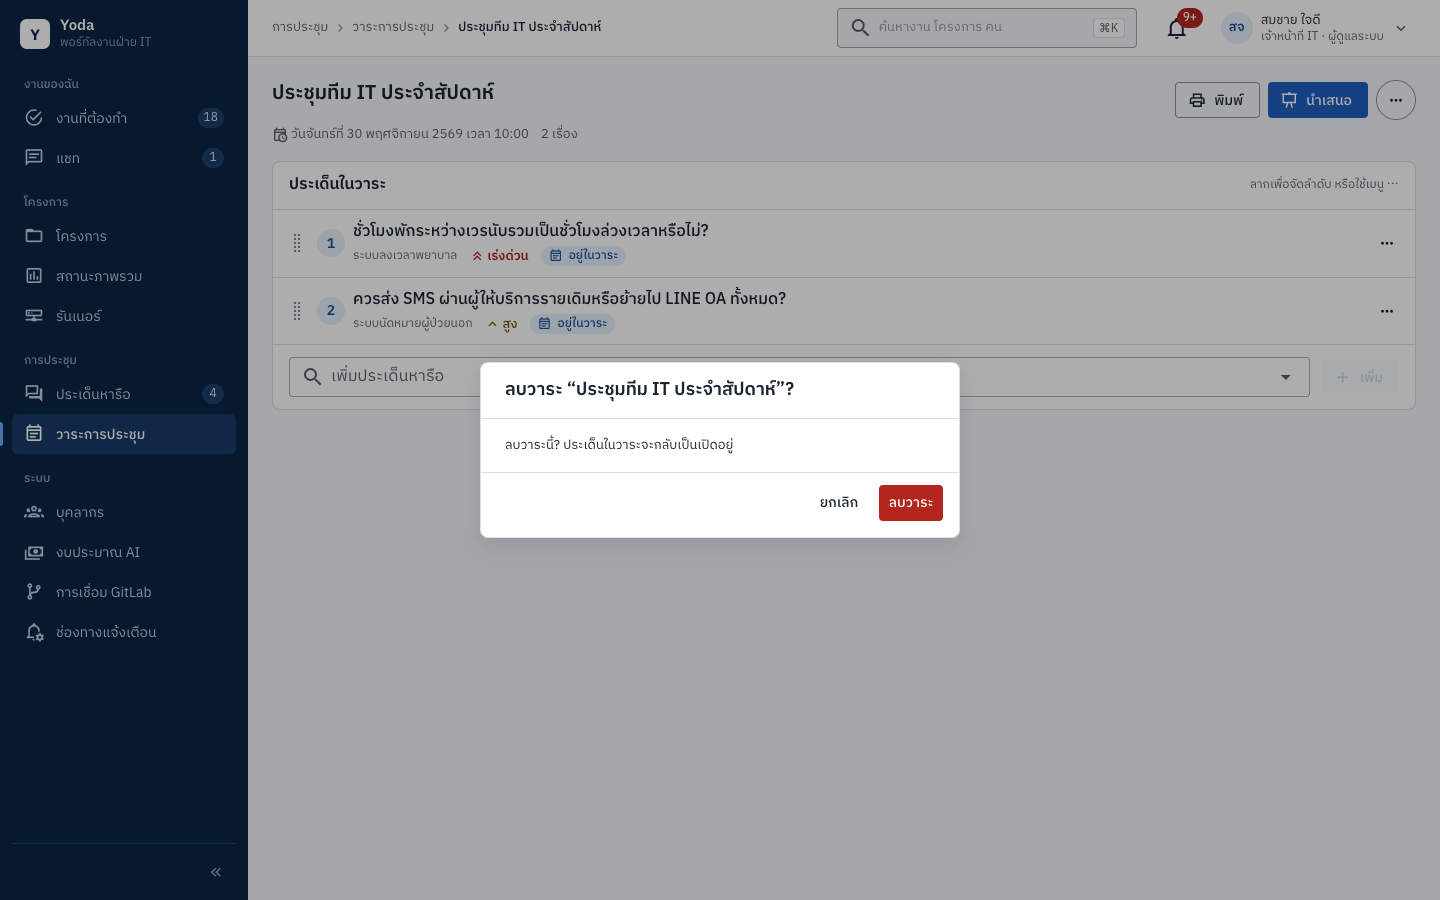 Y
Yoda
พอร์ทัลงานฝ่าย IT
งานของฉัน
งานที่ต้องทำ 18
แชท 1
โครงการ
โครงการ
สถานะภาพรวม
รันเนอร์
การประชุม
ประเด็นหารือ 4
วาระการประชุม
ระบบ
บุคลากร
งบประมาณ AI
การเชื่อม GitLab
ช่องทางแจ้งเตือน
การประชุม › วาระการประชุม › ประชุมทีม IT ประจำสัปดาห์
ค้นหางาน โครงการ คน ⌘K
9+
สจ
สมชาย ใจดี
เจ้าหน้าที่ IT · ผู้ดูแลระบบ
ประชุมทีม IT ประจำสัปดาห์
พิมพ์
นำเสนอ
วันจันทร์ที่ 30 พฤศจิกายน 2569 เวลา 10:00 2 เรื่อง
ประเด็นในวาระ
ลากเพื่อจัดลำดับ หรือใช้เมนู ⋯
1
ชั่วโมงพักระหว่างเวรนับรวมเป็นชั่วโมงล่วงเวลาหรือไม่?
ระบบลงเวลาพยาบาล เร่งด่วน อยู่ในวาระ
2
ควรส่ง SMS ผ่านผู้ให้บริการรายเดิมหรือย้ายไป LINE OA ทั้งหมด?
ระบบนัดหมายผู้ป่วยนอก สูง อยู่ในวาระ
เพิ่มประเด็นหารือ
เพิ่ม
ลบวาระ “ประชุมทีม IT ประจำสัปดาห์”?
ลบวาระนี้? ประเด็นในวาระจะกลับเป็นเปิดอยู่
ยกเลิก
ลบวาระ